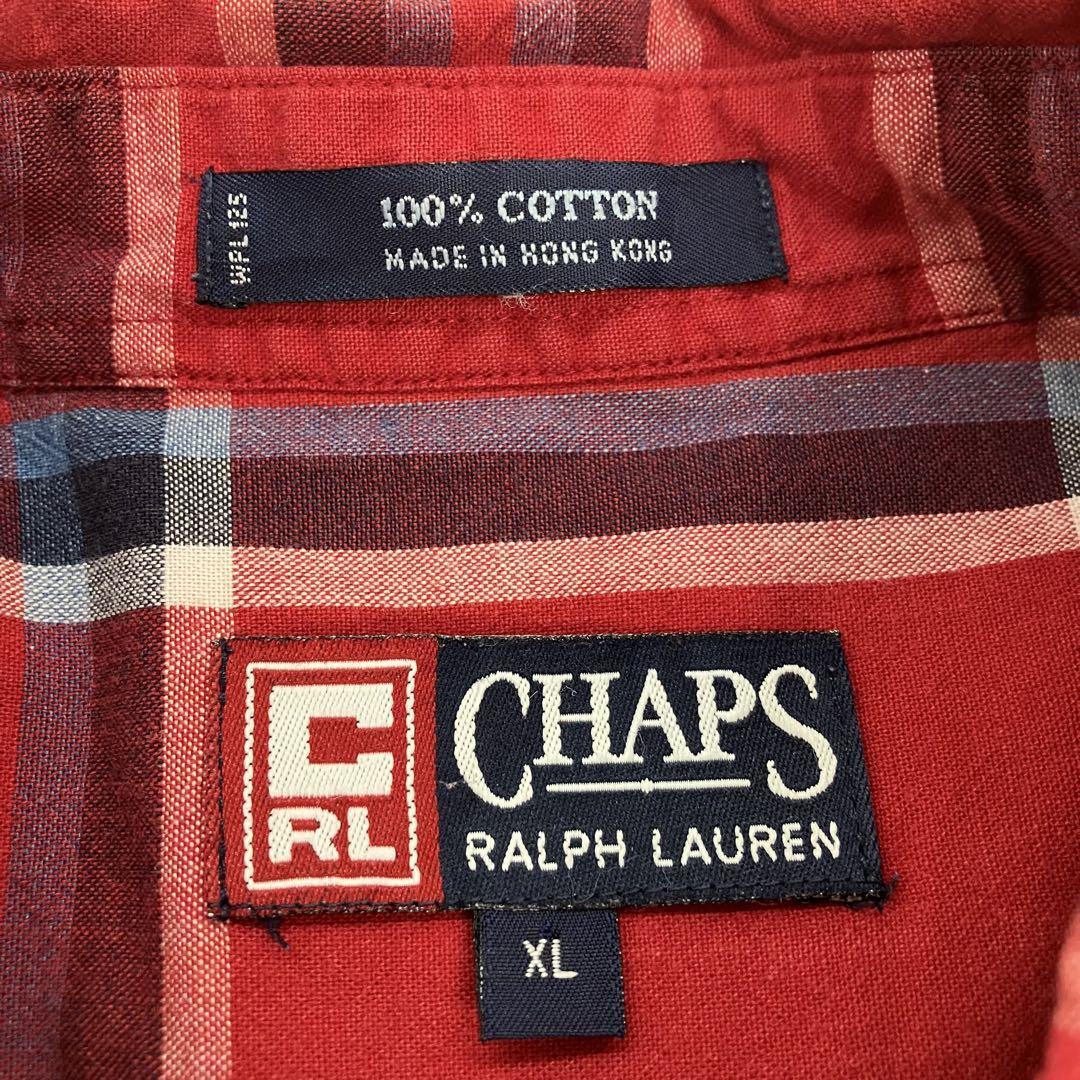 WPL 125
100% COTTON
MADE IN HONG KONG
C
RL
CHAPS
RALPH LAUREN
XL